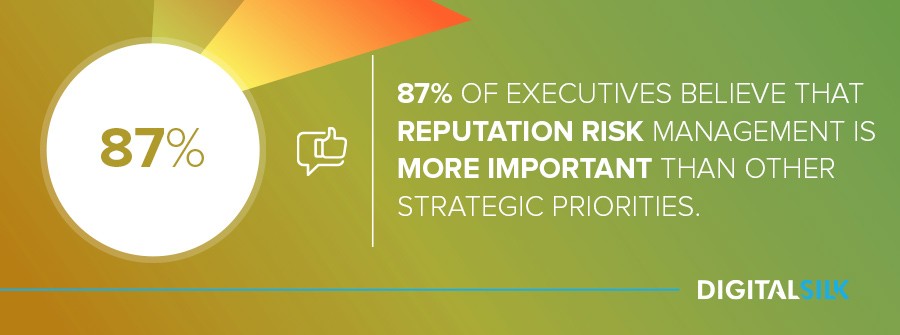 87%
87% OF EXECUTIVES BELIEVE THAT
REPUTATION RISK MANAGEMENT IS
MORE IMPORTANT THAN OTHER
STRATEGIC PRIORITIES.
DIGITALSILK